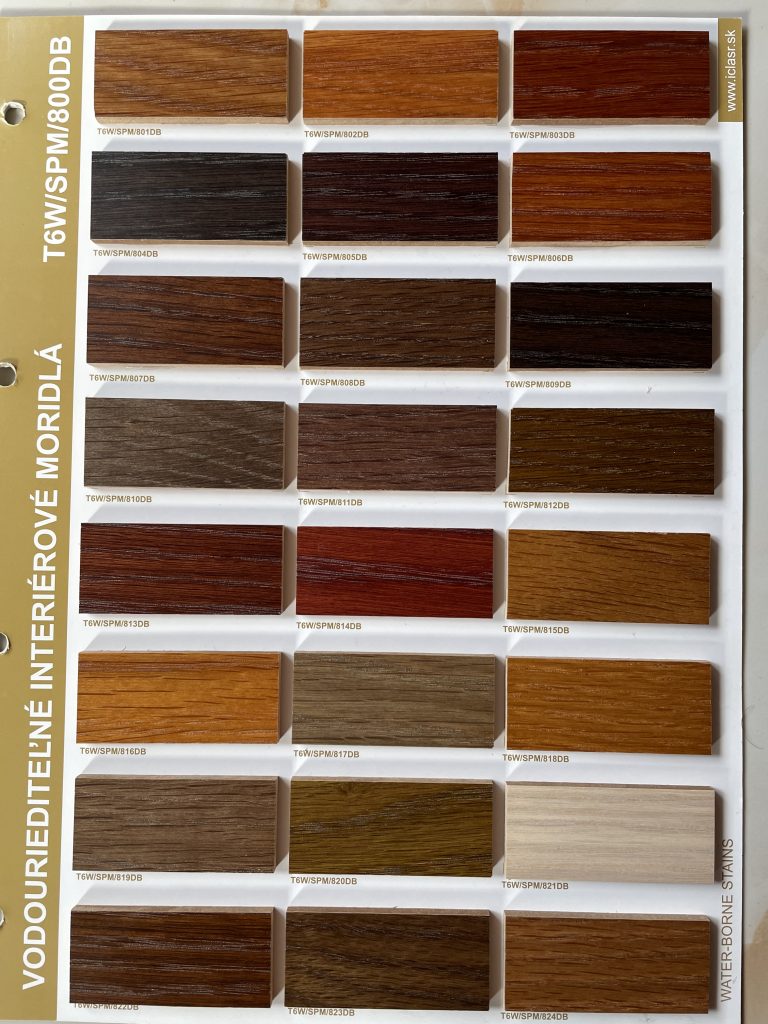 T6W/SPM/800DB
VODOURIEDITEĽNÉ INTERIÉROVÉ MORIDLÁ
www.iclasr.sk
T6W/SPM/801DB
T6W/SPM/802DB
T6W/SPM/803DB
T6W/SPM/804DB
T6W/SPM/805DB
T6W/SPM/806DB
T6W/SPM/807DB
T6W/SPM/808DB
T6W/SPM/809DB
T6W/SPM/810DB
T6W/SPM/811DB
T6W/SPM/812DB
T6W/SPM/813DB
T6W/SPM/814DB
T6W/SPM/815DB
T6W/SPM/816DB
T6W/SPM/817DB
T6W/SPM/818DB
T6W/SPM/819DB
T6W/SPM/820DB
T6W/SPM/821DB
T6W/SPM/822DB
T6W/SPM/823DB
T6W/SPM/824DB
WATER-BORNE STAINS